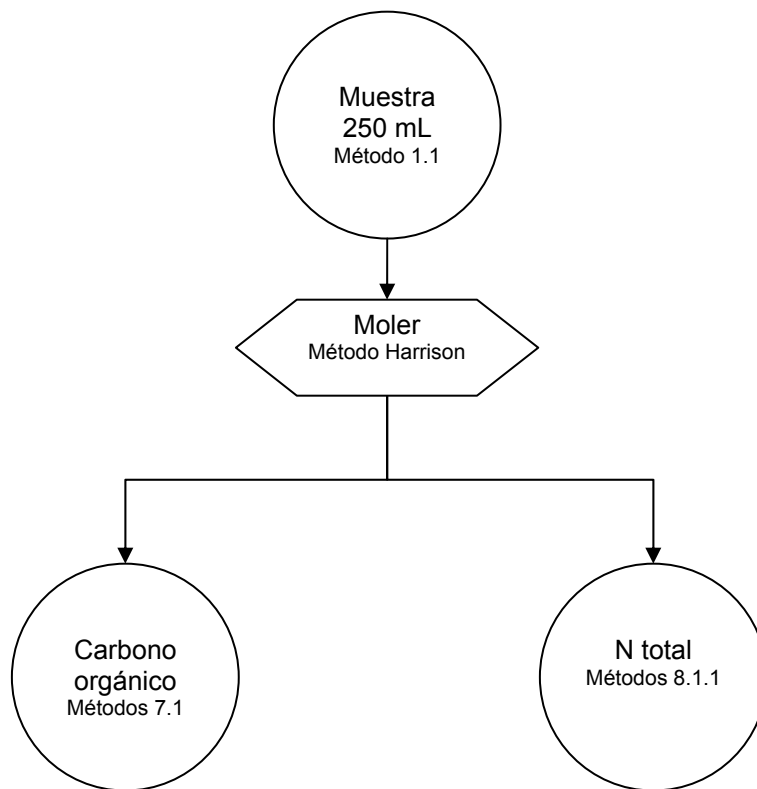 Muestra
250 mL
Método 1.1
Moler
Método Harrison
Carbono
orgánico
Métodos 7.1
N total
Métodos 8.1.1